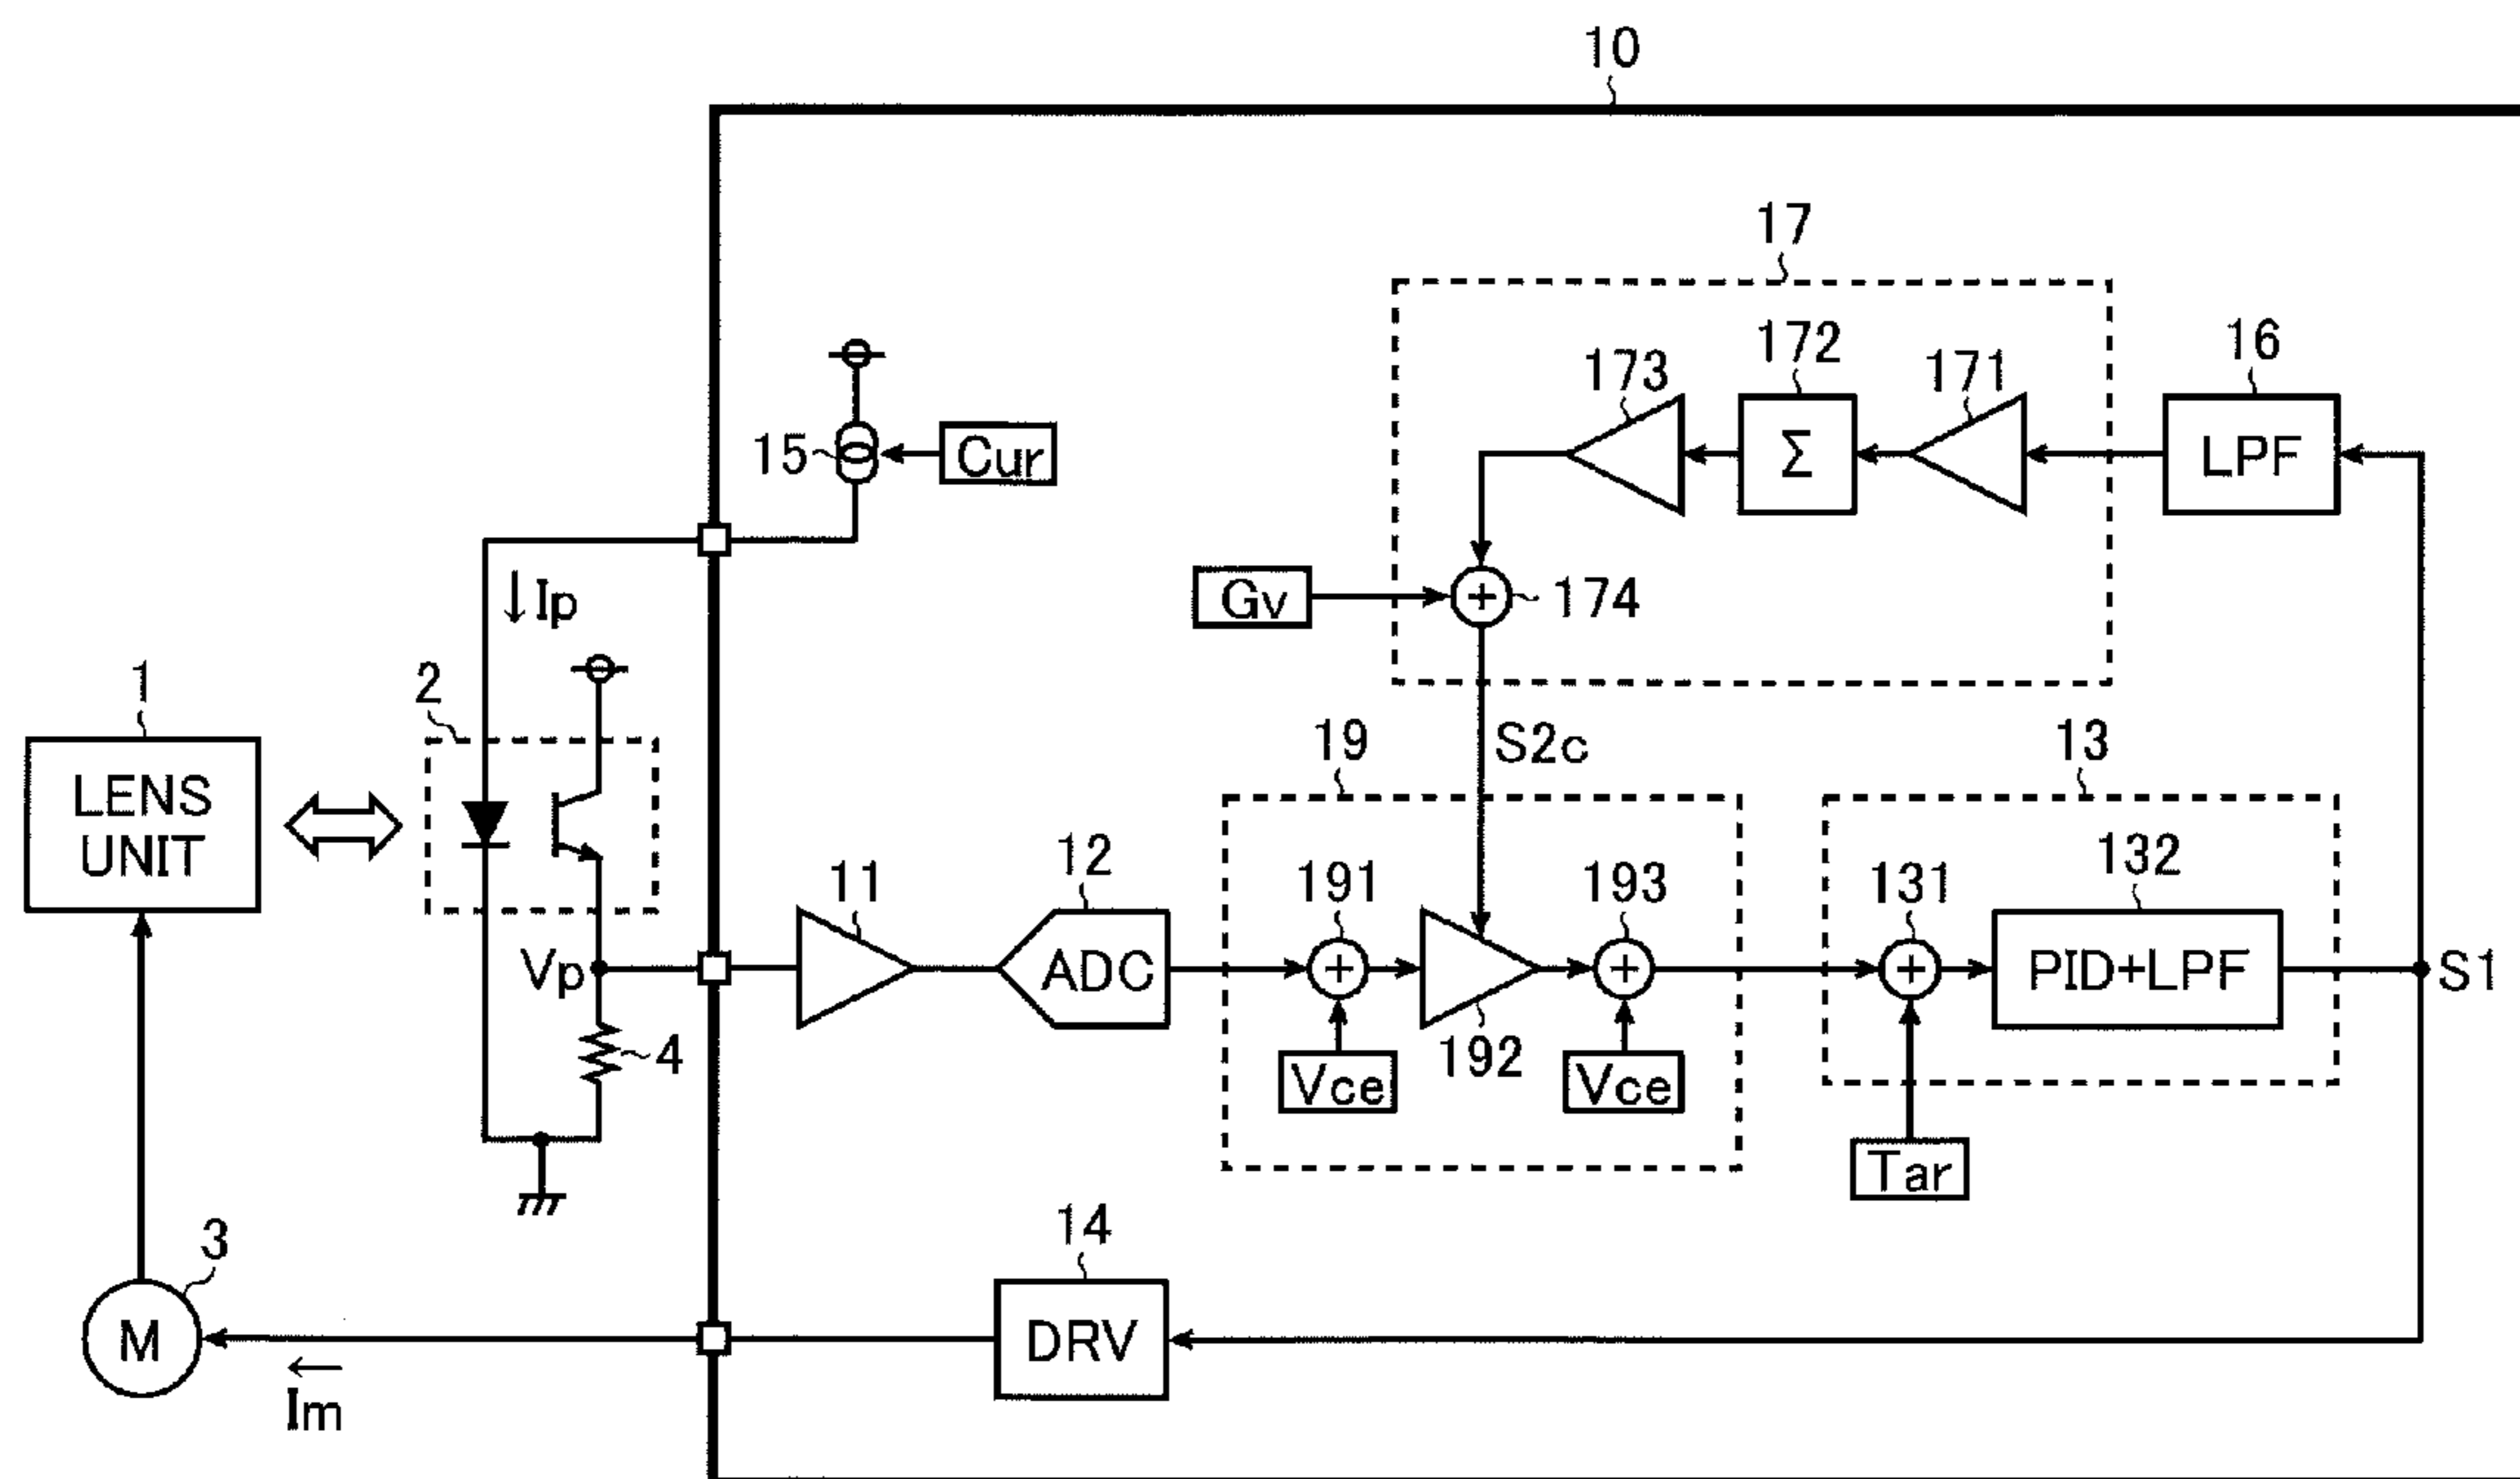 10
17
173
172
171
16
Σ
LPF
15
Cur
Ip
Gv
174
1
2
19
S2c
13
LENS
UNIT
11
12
191
193
131
132
Vp
ADC
PID+LPF
S1
4
Vce
192
Vce
Tar
3
14
M
DRV
Im